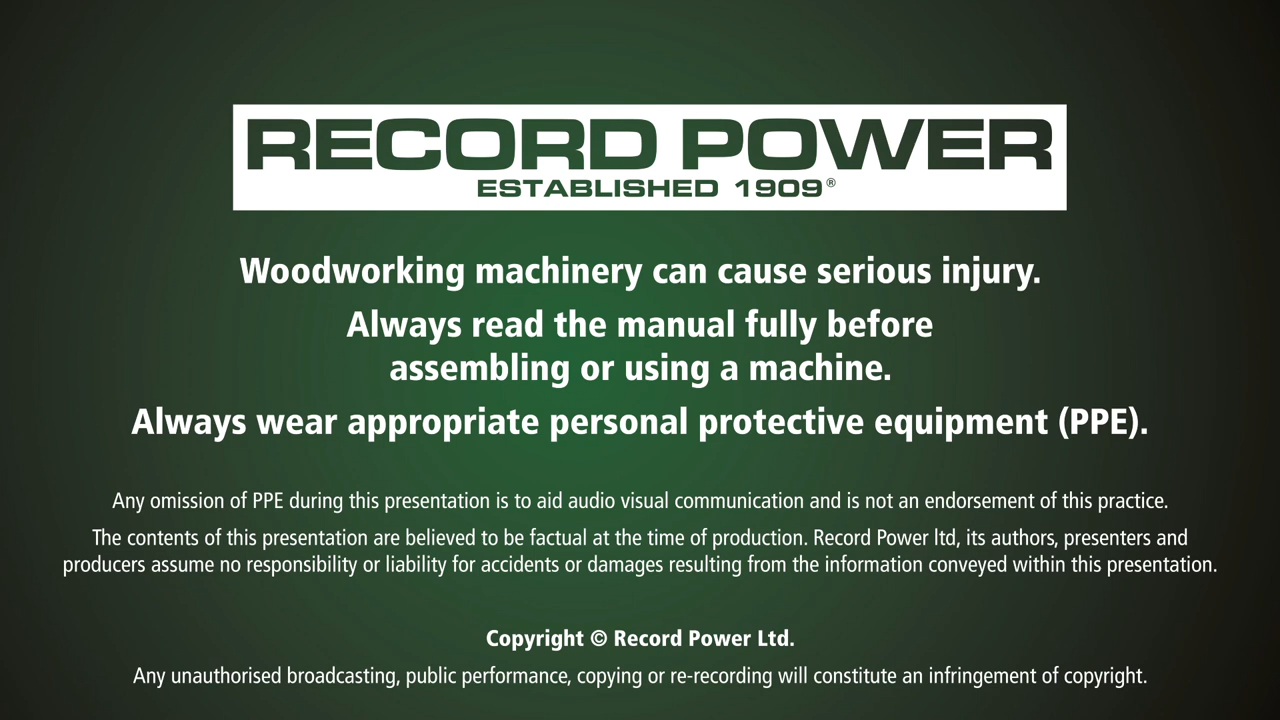 RECORD POWER
ESTABLISHED 1909®
Woodworking machinery can cause serious injury.
Always read the manual fully before
assembling or using a machine.
Always wear appropriate personal protective equipment (PPE).
Any omission of PPE during this presentation is to aid audio visual communication and is not an endorsement of this practice.
The contents of this presentation are believed to be factual at the time of production. Record Power ltd, its authors, presenters and
producers assume no responsibility or liability for accidents or damages resulting from the information conveyed within this presentation.
Copyright © Record Power Ltd.
Any unauthorised broadcasting, public performance, copying or re-recording will constitute an infringement of copyright.